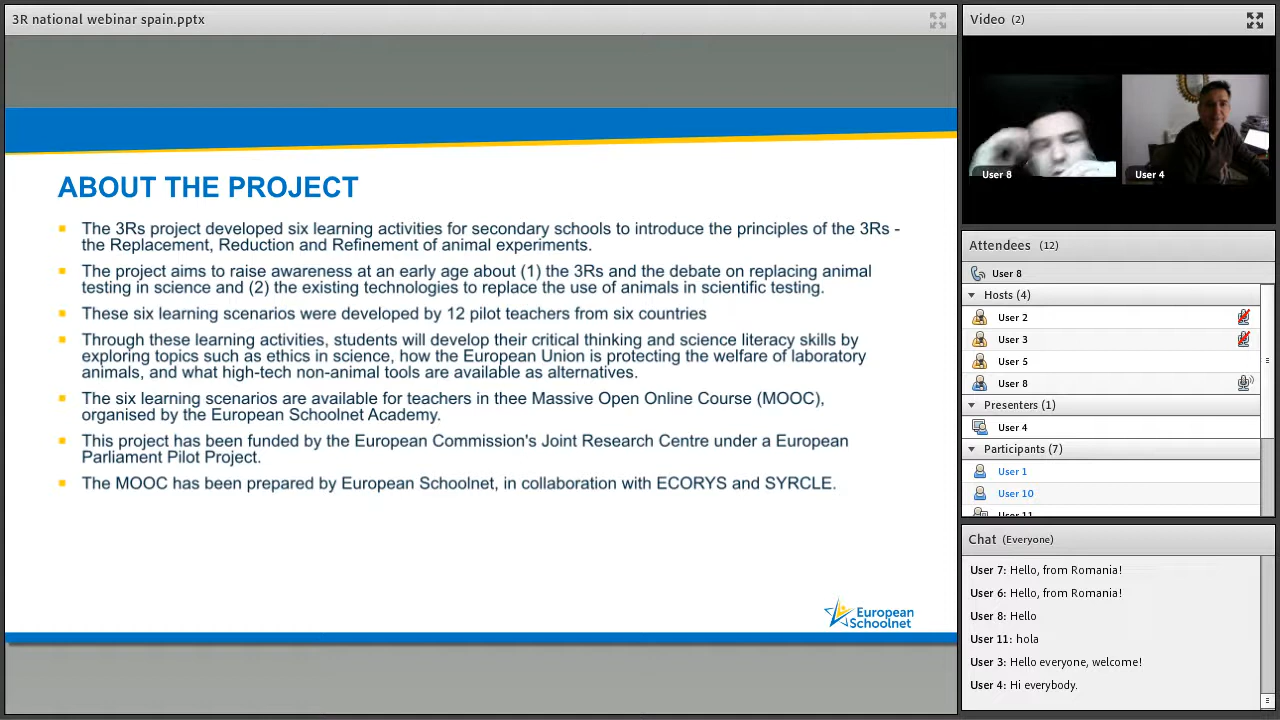 3R national webinar spain.pptx
ABOUT THE PROJECT
The 3Rs project developed six learning activities for secondary schools to introduce the principles of the 3Rs -
the Replacement, Reduction and Refinement of animal experiments.
The project aims to raise awareness at an early age about (1) the 3Rs and the debate on replacing animal
testing in science and (2) the existing technologies to replace the use of animals in scientific testing.
These six learning scenarios were developed by 12 pilot teachers from six countries
Through these learning activities, students will develop their critical thinking and science literacy skills by
exploring topics such as ethics in science, how the European Union is protecting the welfare of laboratory
animals, and what high-tech non-animal tools are available as alternatives.
The six learning scenarios are available for teachers in thee Massive Open Online Course (MOOC),
organised by the European Schoolnet Academy.
This project has been funded by the European Commission's Joint Research Centre under a European
Parliament Pilot Project.
The MOOC has been prepared by European Schoolnet, in collaboration with ECORYS and SYRCLE.
European
Schoolnet
Video (2)
User 8
User 4
Attendees (12)
User 8
Hosts (4)
User 2
User 3
User 5
User 8
Presenters (1)
User 4
Participants (7)
User 1
User 10
User 11
Chat (Everyone)
User 7: Hello, from Romania!
User 6: Hello, from Romania!
User 8: Hello
User 11: hola
User 3: Hello everyone, welcome!
User 4: Hi everybody.